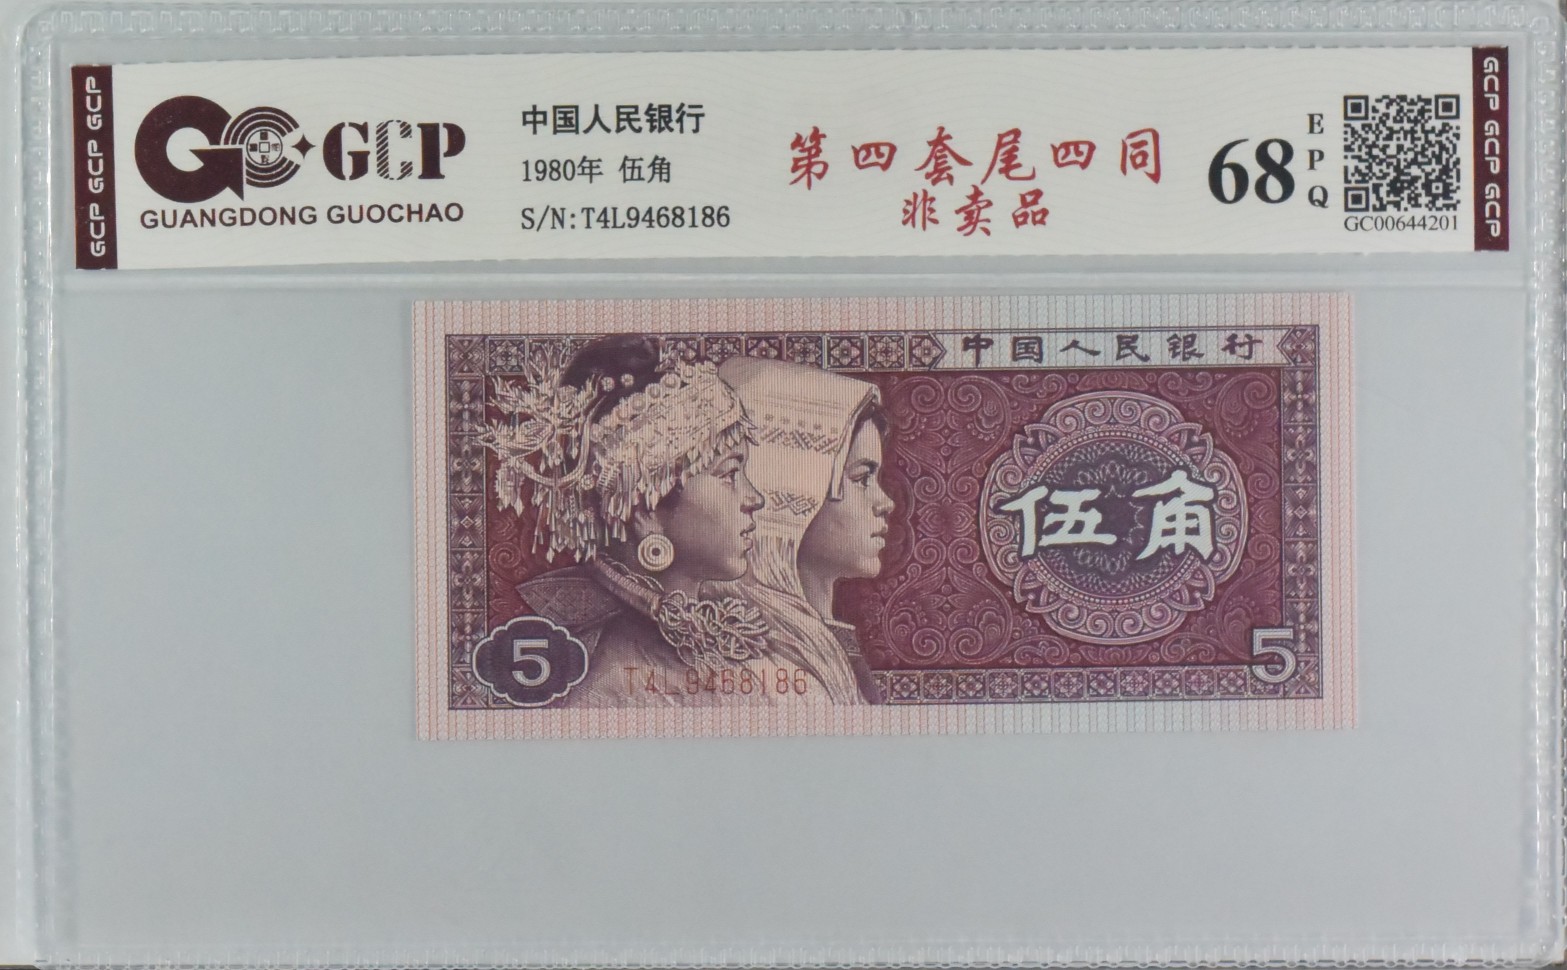 GCP GCP GCP
GCP
GUANGDONG GUOCHAO
中国人民银行
1980年 伍角
S/N:T4L9468186
第四套尾四同
非卖品
68
EPQ
GC00644201
GCP GCP GCP
中国人民银行
伍角
5
T4L9468186
5